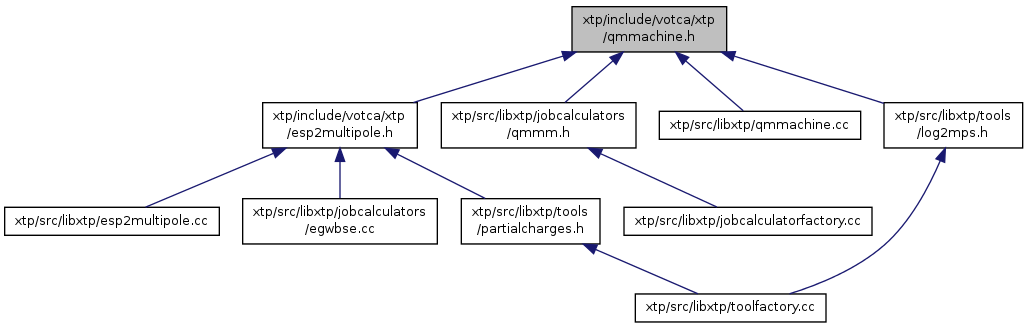 xtp/include/votca/xtp
/qmmachine.h
xtp/include/votca/xtp
/esp2multipole.h
xtp/src/libxtp/jobcalculators
/qmmm.h
xtp/src/libxtp/qmmachine.cc
xtp/src/libxtp/tools
/log2mps.h
xtp/src/libxtp/esp2multipole.cc
xtp/src/libxtp/jobcalculators
/egwbse.cc
xtp/src/libxtp/tools
/partialcharges.h
xtp/src/libxtp/jobcalculatorfactory.cc
xtp/src/libxtp/toolfactory.cc